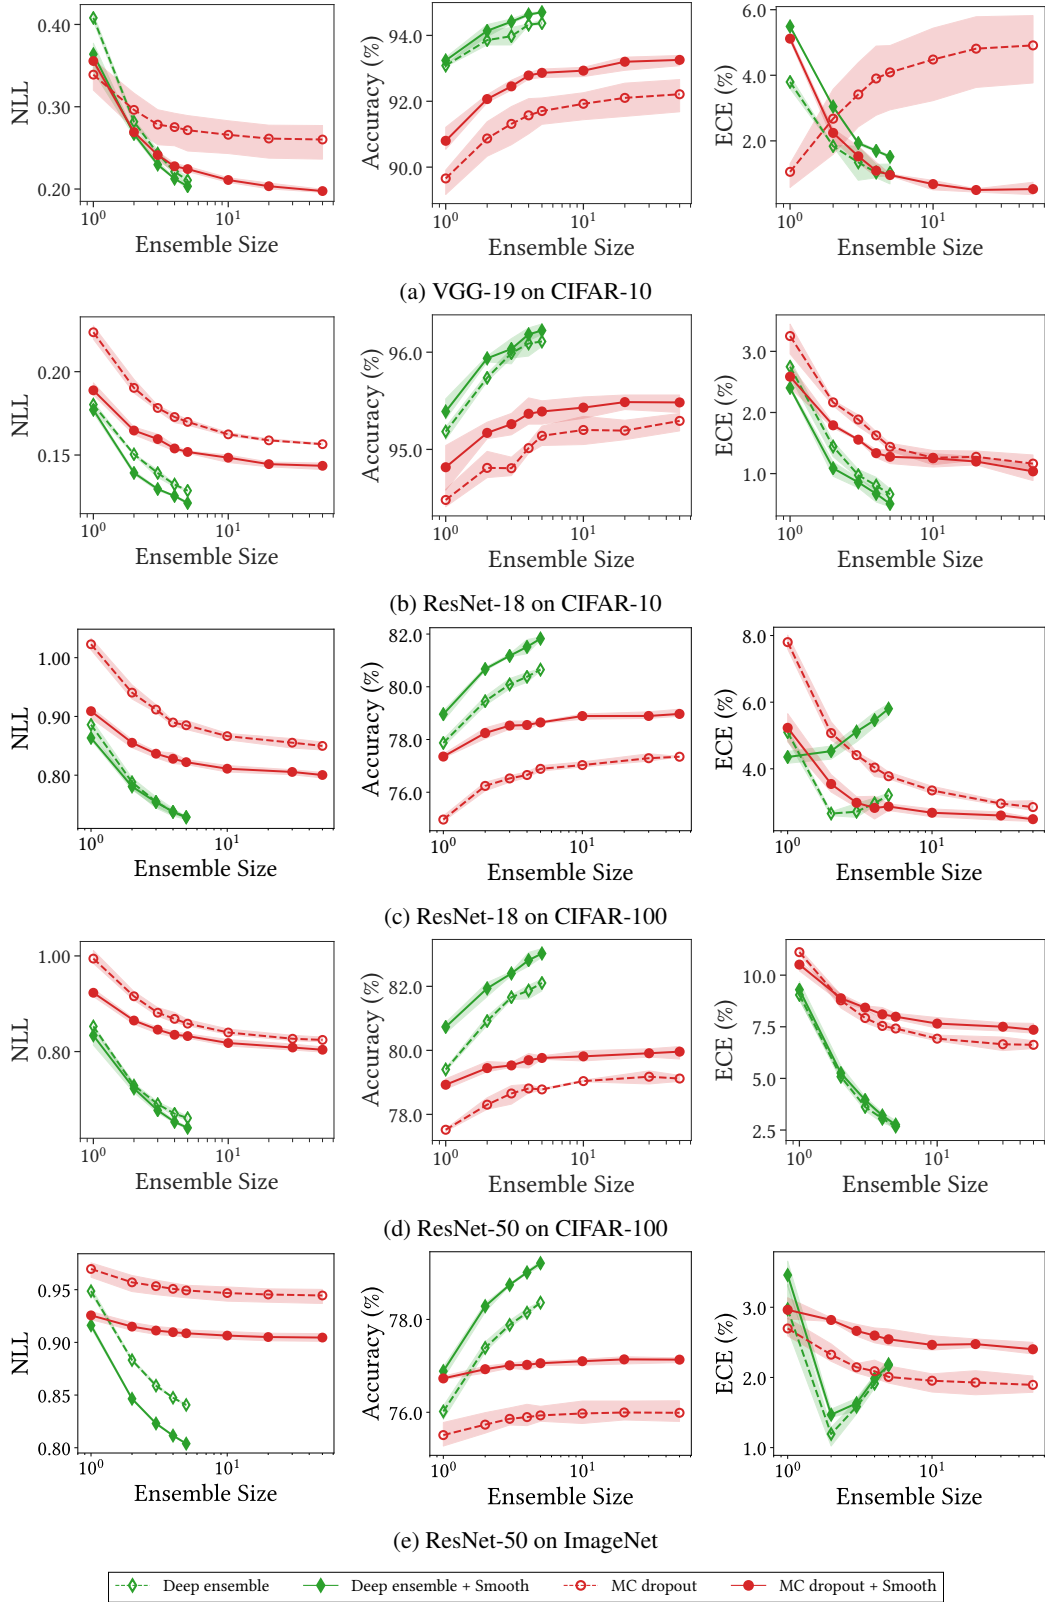 0.40
0.30
0.20
NLL
10^0
10^1
Ensemble Size
94.0
92.0
90.0
Accuracy (%)
10^0
10^1
Ensemble Size
6.0
4.0
2.0
ECE (%)
10^0
10^1
Ensemble Size
(a) VGG-19 on CIFAR-10
0.20
0.15
NLL
10^0
10^1
Ensemble Size
96.0
95.0
Accuracy (%)
10^0
10^1
Ensemble Size
3.0
2.0
1.0
ECE (%)
10^0
10^1
Ensemble Size
(b) ResNet-18 on CIFAR-10
1.00
0.90
0.80
NLL
10^0
10^1
Ensemble Size
82.0
80.0
78.0
76.0
Accuracy (%)
10^0
10^1
Ensemble Size
8.0
6.0
4.0
ECE (%)
10^0
10^1
Ensemble Size
(c) ResNet-18 on CIFAR-100
1.00
0.80
NLL
10^0
10^1
Ensemble Size
82.0
80.0
78.0
Accuracy (%)
10^0
10^1
Ensemble Size
10.0
7.5
5.0
2.5
ECE (%)
10^0
10^1
Ensemble Size
(d) ResNet-50 on CIFAR-100
0.95
0.90
0.85
0.80
NLL
10^0
10^1
Ensemble Size
78.0
76.0
Accuracy (%)
10^0
10^1
Ensemble Size
3.0
2.0
1.0
ECE (%)
10^0
10^1
Ensemble Size
(e) ResNet-50 on ImageNet
Deep ensemble Deep ensemble + Smooth MC dropout MC dropout + Smooth